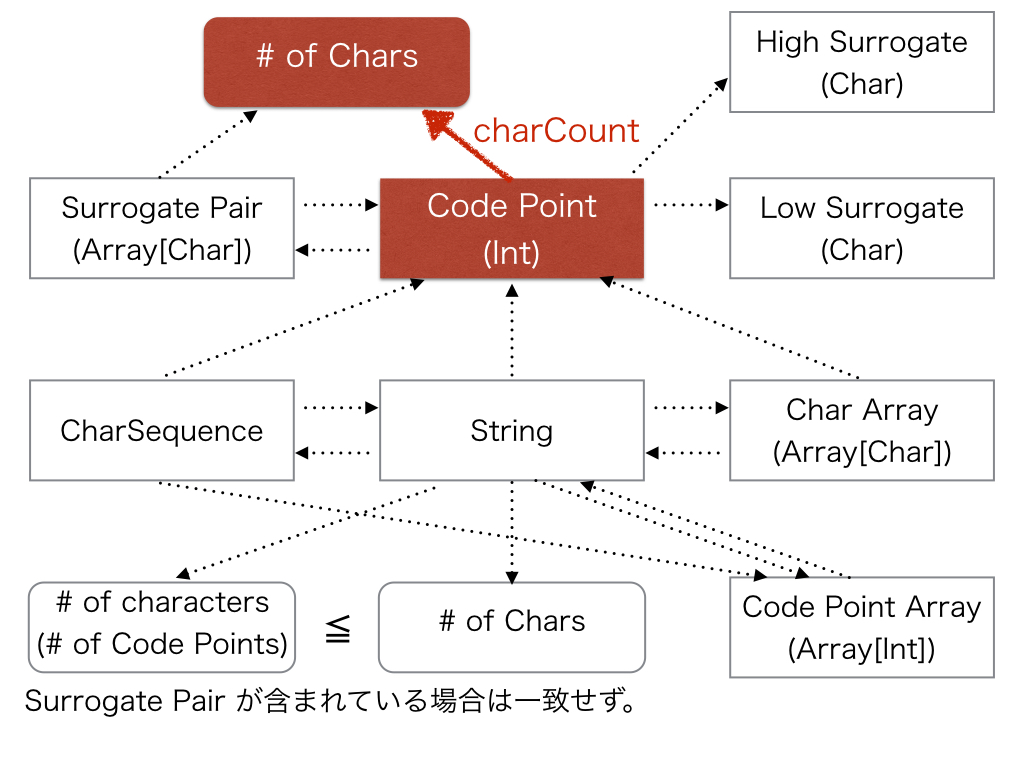 # of Chars
High Surrogate
(Char)
charCount
Surrogate Pair
(Array[Char])
Code Point
(Int)
Low Surrogate
(Char)
CharSequence
String
Char Array
(Array[Char])
# of characters
(# of Code Points)
≦
# of Chars
Code Point Array
(Array[Int])
Surrogate Pair が含まれている場合は一致せず。